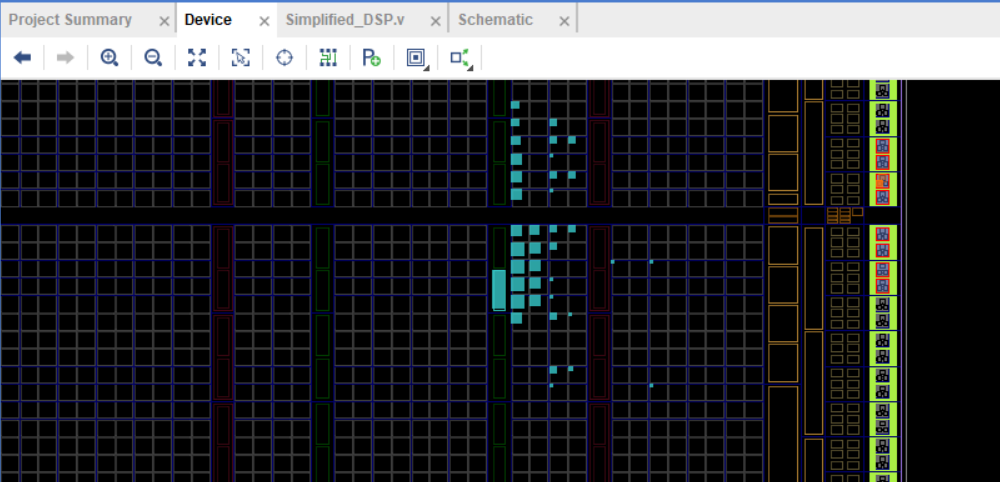 Project Summary
Device
Simplified_DSP.v
Schematic